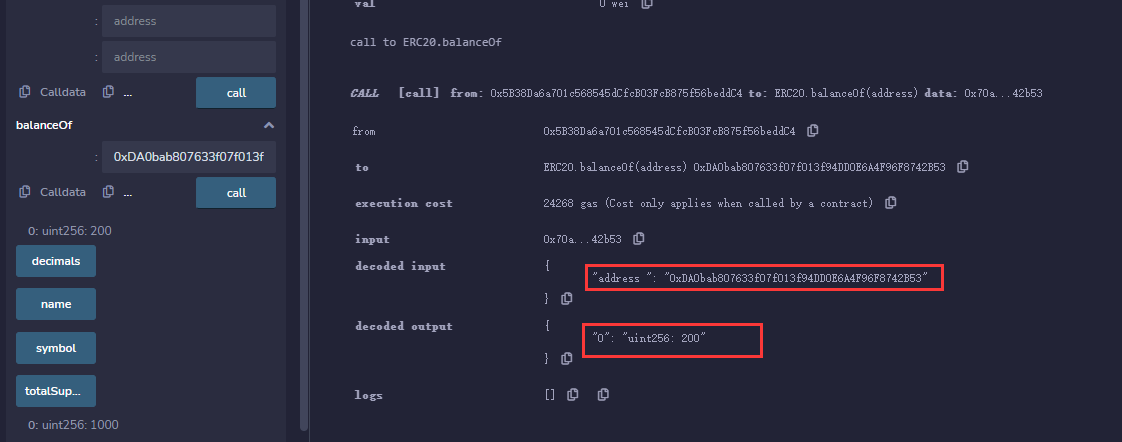 : address
: address
Calldata ... call
balanceOf
: 0xDA0bab807633f07f013f
Calldata ... call
0: uint256: 200
decimals
name
symbol
totalSup...
0: uint256: 1000
val 0 wei
call to ERC20.balanceOf
CALL [call] from: 0x5B38Da6a701c568545dCfcB03FcB875f56beddC4 to: ERC20.balanceOf(address) data: 0x70a...42b53
from 0x5B38Da6a701c568545dCfcB03FcB875f56beddC4
to ERC20.balanceOf(address) 0xDA0bab807633f07f013f94DD0E6A4F96F8742B53
execution cost 24268 gas (Cost only applies when called by a contract)
input 0x70a...42b53
decoded input {
"address ": "0xDA0bab807633f07f013f94DD0E6A4F96F8742B53"
}
decoded output {
"0": "uint256: 200"
}
logs []